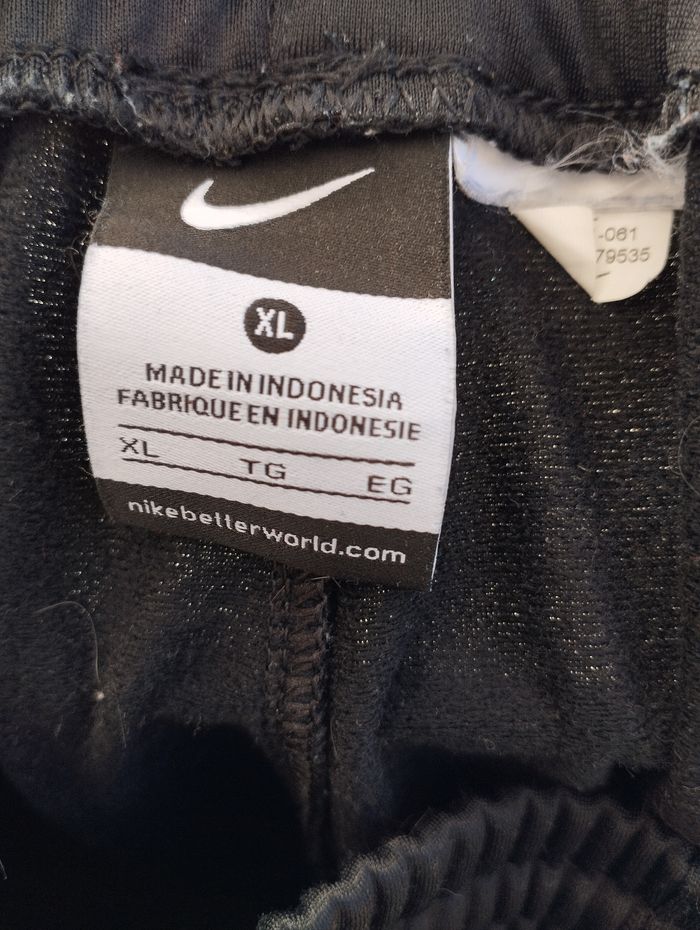 XL
MADE IN INDONESIA
FABRIQUE EN INDONESIE
XL TG EG
nikebetterworld.com
-061
79535